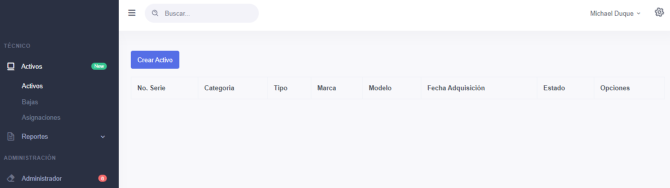 Buscar...
Michael Duque
TÉCNICO
Activos
New
Activos
Bajas
Asignaciones
Reportes
ADMINISTRACIÓN
Administrador
Crear Activo
No. Serie Categoria Tipo Marca Modelo Fecha Adquisición Estado Opciones